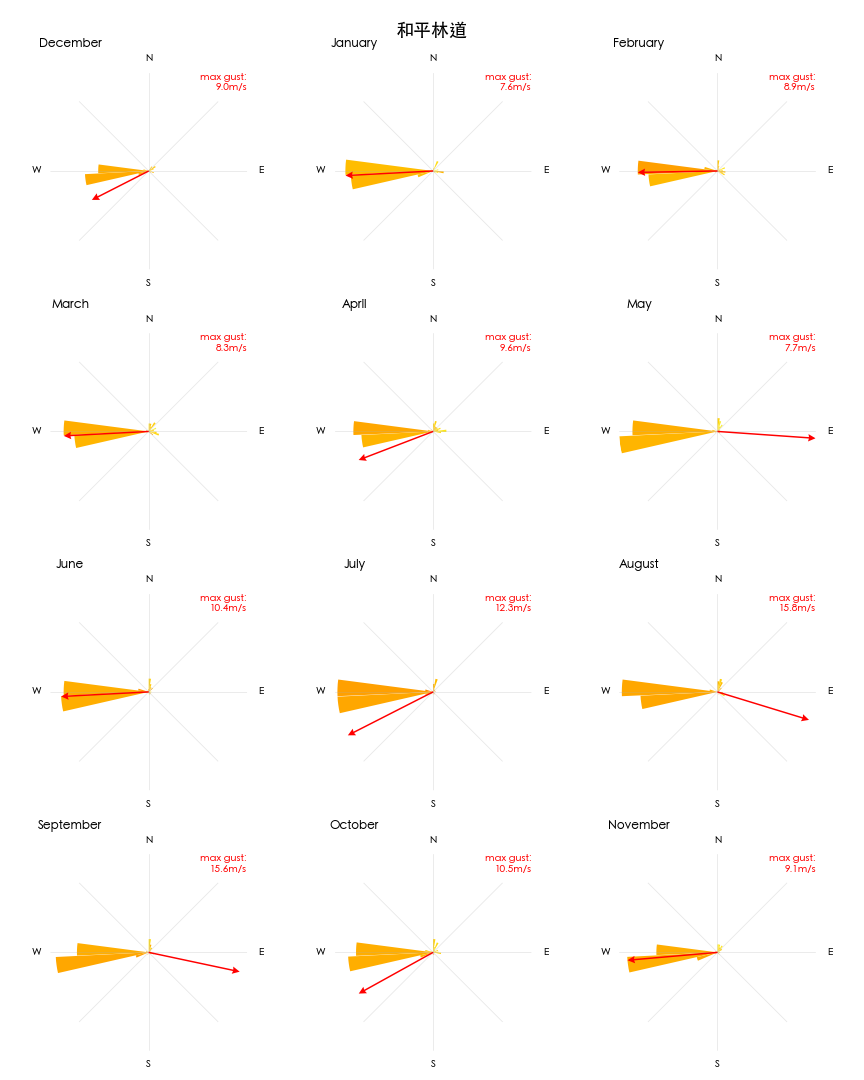 和平林道
December
N
max gust:
9.0m/s
W
E
S
January
N
max gust:
7.6m/s
W
E
S
February
N
max gust:
8.9m/s
W
E
S
March
N
max gust:
8.3m/s
W
E
S
April
N
max gust:
9.6m/s
W
E
S
May
N
max gust:
7.7m/s
W
E
S
June
N
max gust:
10.4m/s
W
E
S
July
N
max gust:
12.3m/s
W
E
S
August
N
max gust:
15.8m/s
W
E
S
September
N
max gust:
15.6m/s
W
E
S
October
N
max gust:
10.5m/s
W
E
S
November
N
max gust:
9.1m/s
W
E
S